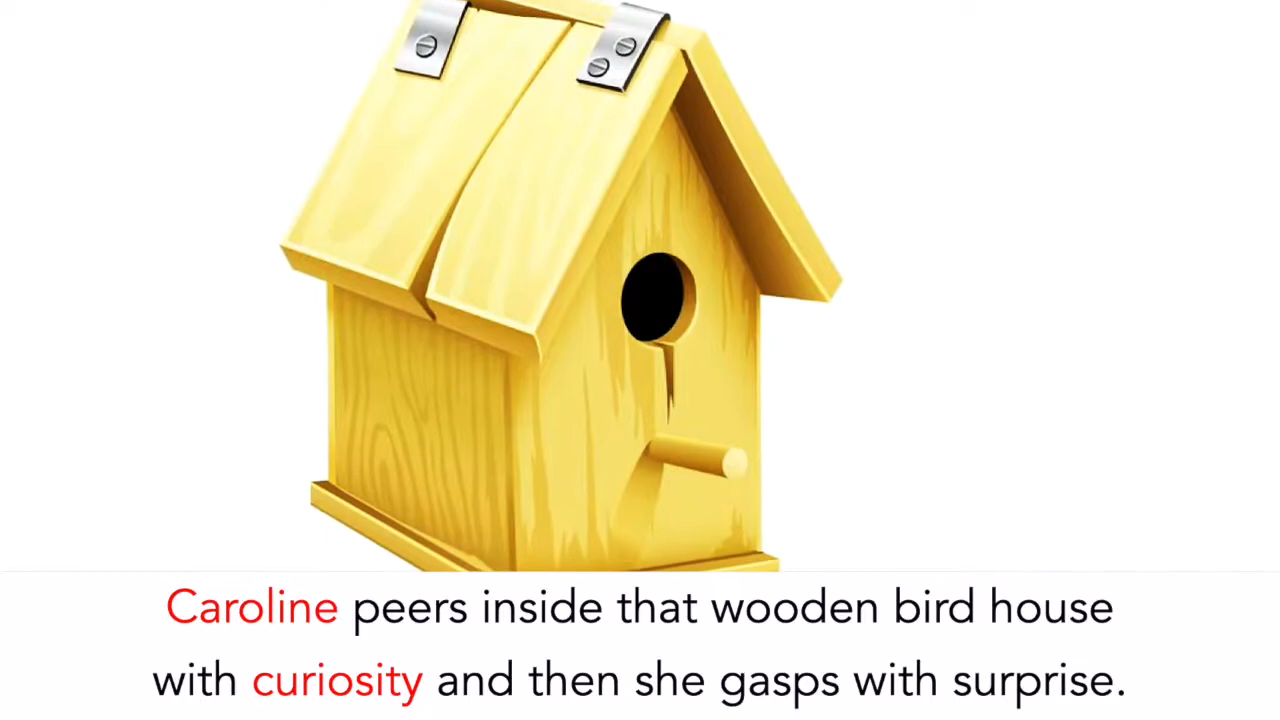 Caroline peers inside that wooden bird house
with curiosity and then she gasps with surprise.